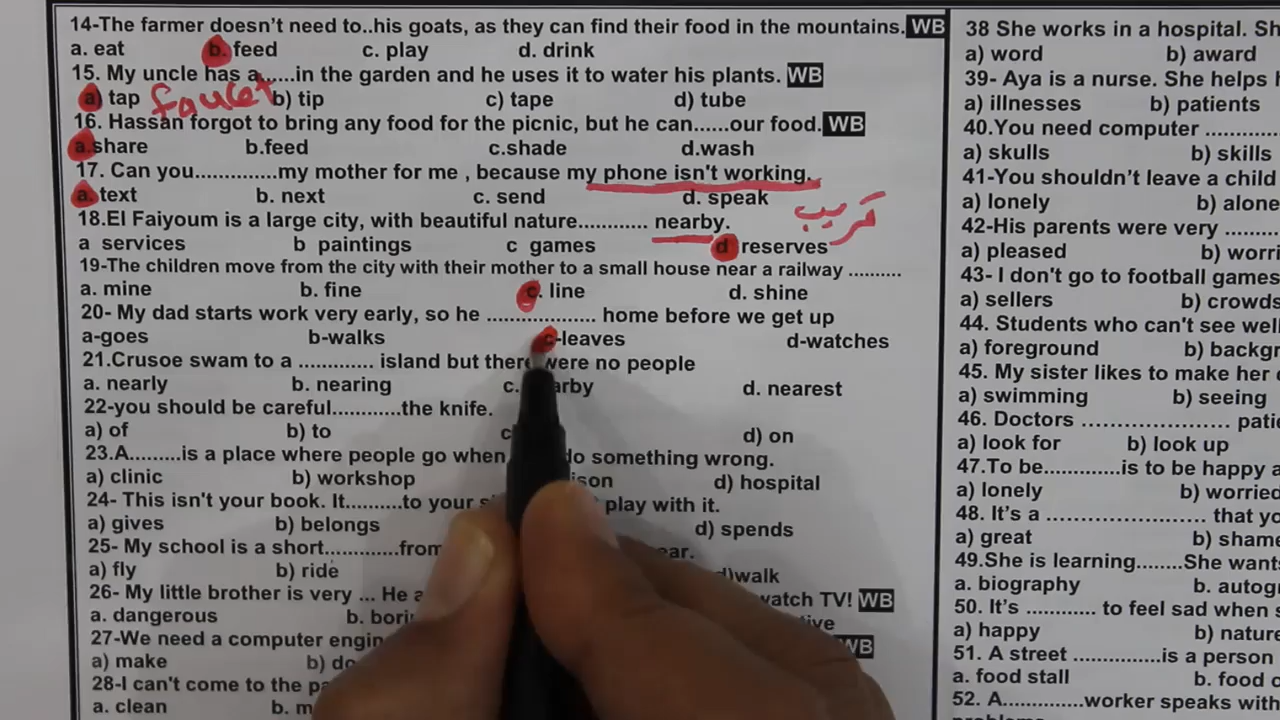 14-The farmer doesn't need to..his goats, as they can find their food in the mountains. WB
a. eat b. feed c. play d. drink
15. My uncle has a......in the garden and he uses it to water his plants. WB
a) tap faucet b) tip c) tape d) tube
16. Hassan forgot to bring any food for the picnic, but he can......our food. WB
a.share b.feed c.shade d.wash
17. Can you..............my mother for me , because my phone isn't working.
a. text b. next c. send d. speak
قريب
18.El Faiyoum is a large city, with beautiful nature............ nearby.
a services b paintings c games d reserves
19-The children move from the city with their mother to a small house near a railway ..........
a. mine b. fine c. line d. shine
20- My dad starts work very early, so he .................... home before we get up
a-goes b-walks c-leaves d-watches
21.Crusoe swam to a ............. island but there were no people
a. nearly b. nearing c. d. nearest
22-you should be careful............the knife.
a) of b) to c d) on
23.A.........is a place where people go when do something wrong.
a) clinic b) workshop d) hospital
24- This isn't your book. It..........to your play with it.
a) gives b) belongs d) spends
25- My school is a short.............from
a) fly b) ride d)walk
26- My little brother is very ... He watch TV! WB
a. dangerous b.
27-We need a computer WB
a) make b) do
28-I can't come to the
a. clean b.
38 She works in a hospital.
a) word b) award
39- Aya is a nurse. She helps
a) illnesses b) patients
40.You need computer ...........
a) skulls b) skills
41-You shouldn't leave a child
a) lonely b) alone
42-His parents were very .........
a) pleased b)
43- I don't go to football games
a) sellers b) crowds
44. Students who can't see well
a) foreground b)
45. My sister likes to make her
a) swimming b) seeing
46. Doctors ...................
a) look for b) look up
47.To be............is to be happy
a) lonely b) worried
48. It's a ....................... that you
a) great b) shame
49.She is learning........She
a. biography b.
50. It's ........... to feel sad when
a) happy b) nature
51. A street ..............is a person
a. food stall b. food
52. A.............worker speaks with